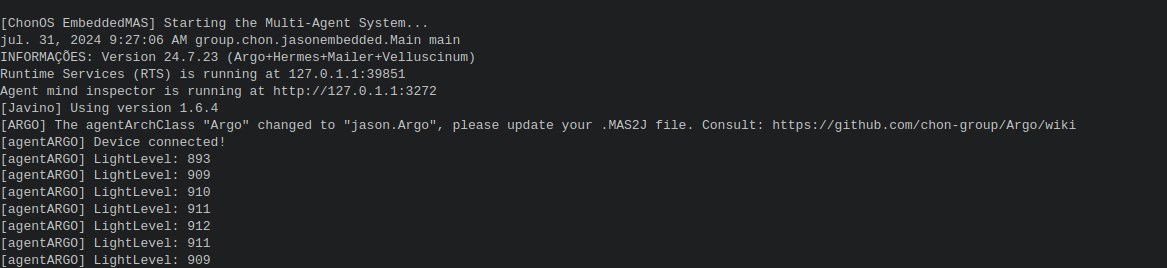 [ChonOS EmbeddedMAS] Starting the Multi-Agent System...
jul. 31, 2024 9:27:06 AM group.chon.jasonembedded.Main main
INFORMAÇÕES: Version 24.7.23 (Argo+Hermes+Mailer+Velluscinum)
Runtime Services (RTS) is running at 127.0.1.1:39851
Agent mind inspector is running at http://127.0.1.1:3272
[Javino] Using version 1.6.4
[ARGO] The agentArchClass "Argo" changed to "jason.Argo", please update your .MAS2J file. Consult: https://github.com/chon-group/Argo/wiki
[agentARGO] Device connected!
[agentARGO] LightLevel: 893
[agentARGO] LightLevel: 909
[agentARGO] LightLevel: 910
[agentARGO] LightLevel: 911
[agentARGO] LightLevel: 912
[agentARGO] LightLevel: 911
[agentARGO] LightLevel: 909